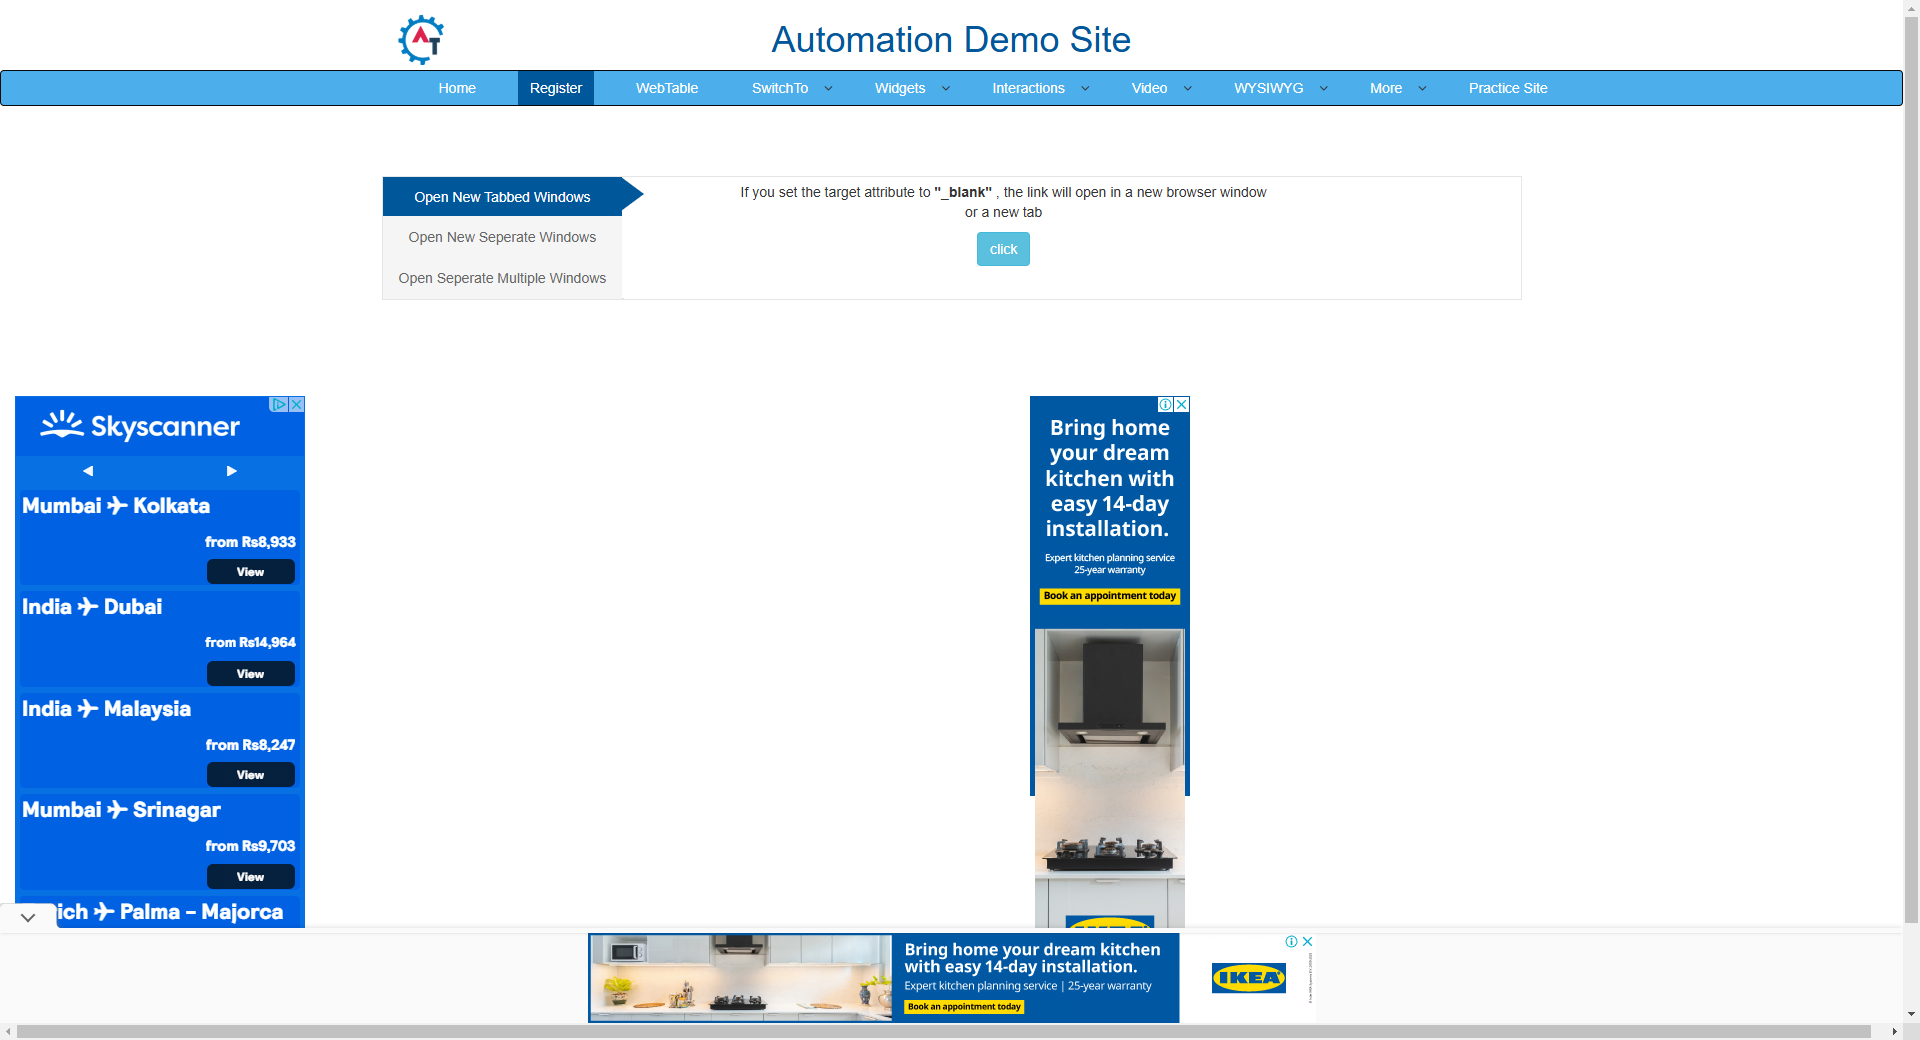 Automation Demo Site
Home Register WebTable SwitchTo Widgets Interactions Video WYSIWYG More Practice Site
Open New Tabbed Windows
Open New Seperate Windows
Open Seperate Multiple Windows
If you set the target attribute to "_blank" , the link will open in a new browser window
or a new tab
click
Skyscanner
Mumbai ✈ Kolkata
from Rs8,933
View
India ✈ Dubai
from Rs14,964
View
India ✈ Malaysia
from Rs8,247
View
Mumbai ✈ Srinagar
from Rs9,703
View
ich ✈ Palma – Majorca
Bring home
your dream
kitchen with
easy 14-day
installation.
Expert kitchen planning service
25-year warranty
Book an appointment today
Bring home your dream kitchen
with easy 14-day installation.
Expert kitchen planning service | 25-year warranty
Book an appointment today
IKEA